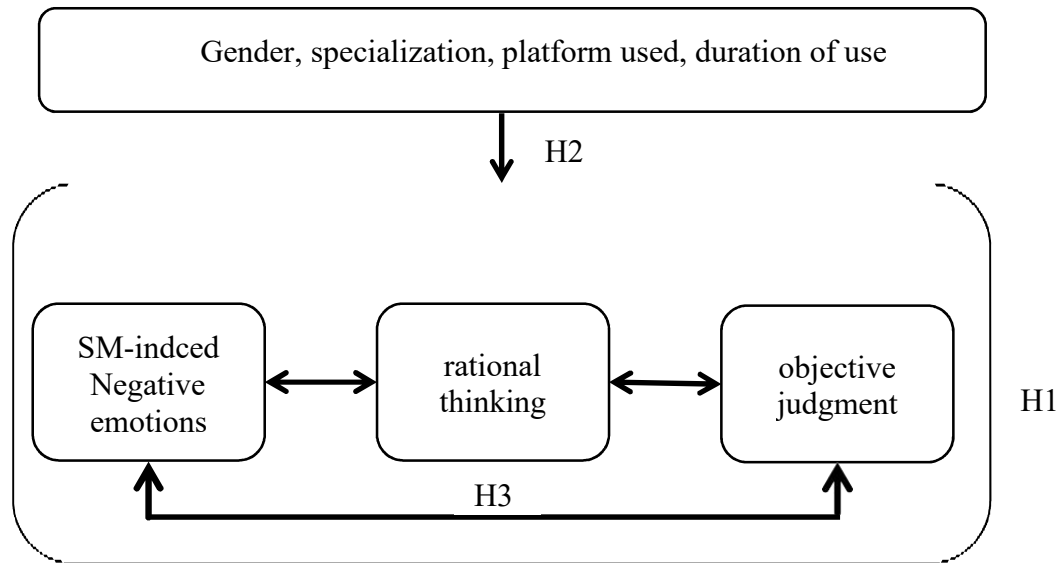 Gender, specialization, platform used, duration of use
H2
SM-indced
Negative
emotions
rational
thinking
objective
judgment
H1
H3